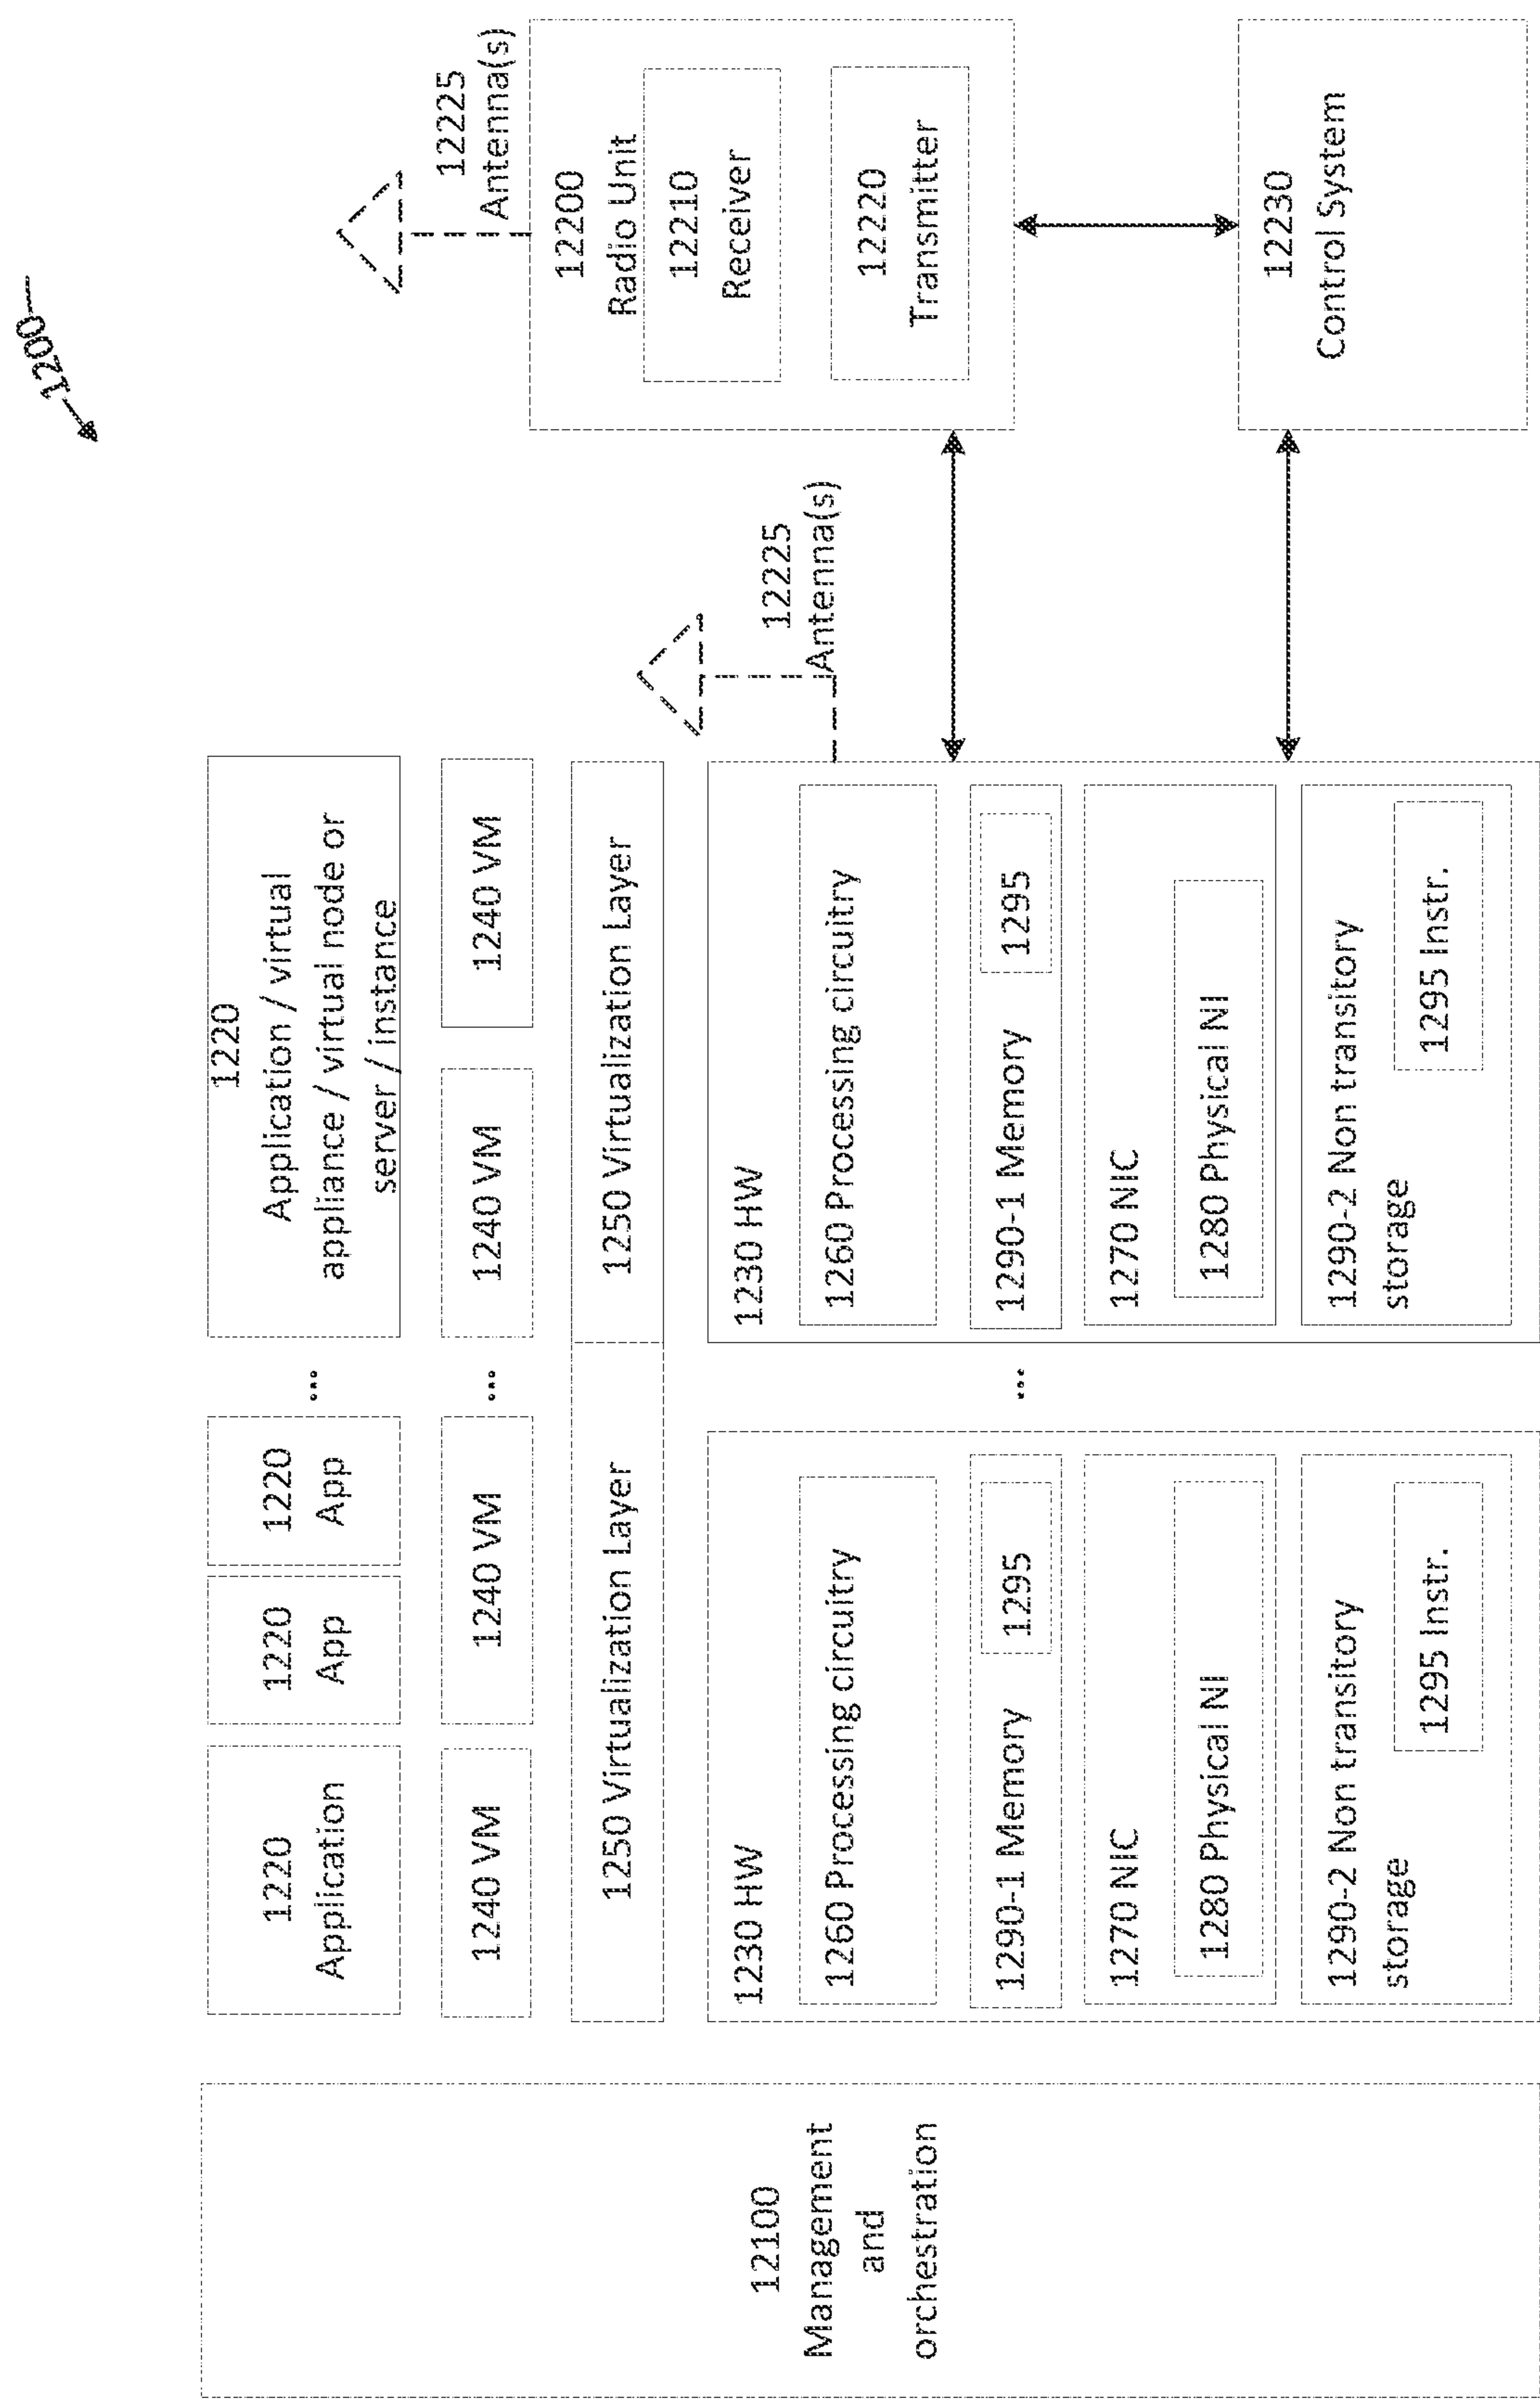 1200
12100
Management
and
orchestration
1220
Application
1220
App
1220
App
...
1220
Application / virtual
appliance / virtual node or
server / instance
1240 VM
1240 VM
...
1240 VM
1240 VM
1250 Virtualization Layer
1250 Virtualization Layer
1230 HW
1260 Processing circuitry
1290-1 Memory
1295
1270 NIC
1280 Physical NI
1290-2 Non transitory
storage
1295 Instr.
...
1230 HW
1260 Processing circuitry
1290-1 Memory
1295
1270 NIC
1280 Physical NI
1290-2 Non transitory
storage
1295 Instr.
12225
Antenna(s)
12225
Antenna(s)
12200
Radio Unit
12210
Receiver
12220
Transmitter
12230
Control System